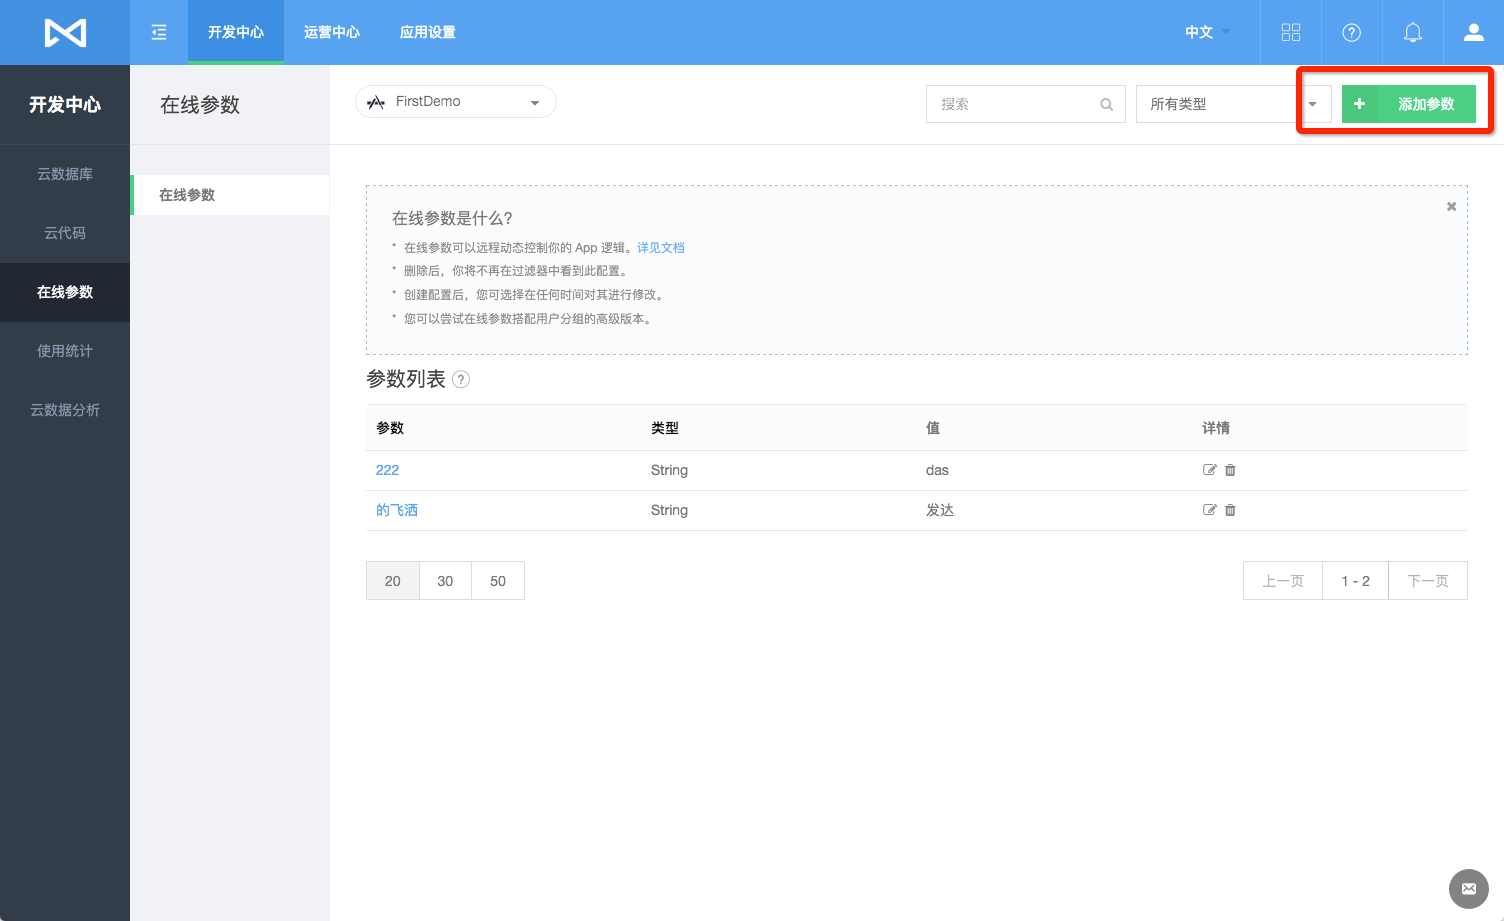 开发中心
运营中心
应用设置
中文
开发中心
云数据库
云代码
在线参数
使用统计
云数据分析
在线参数
在线参数
FirstDemo
搜索
所有类型
添加参数
在线参数是什么?
* 在线参数可以远程动态控制你的 App 逻辑。详见文档
* 删除后，你将不再在过滤器中看到此配置。
* 创建配置后，您可选择在任何时间对其进行修改。
* 您可以尝试在线参数搭配用户分组的高级版本。
参数列表 ?
参数 类型 值 详情
222 String das
的飞洒 String 发达
20 30 50
上一页 1 - 2 下一页